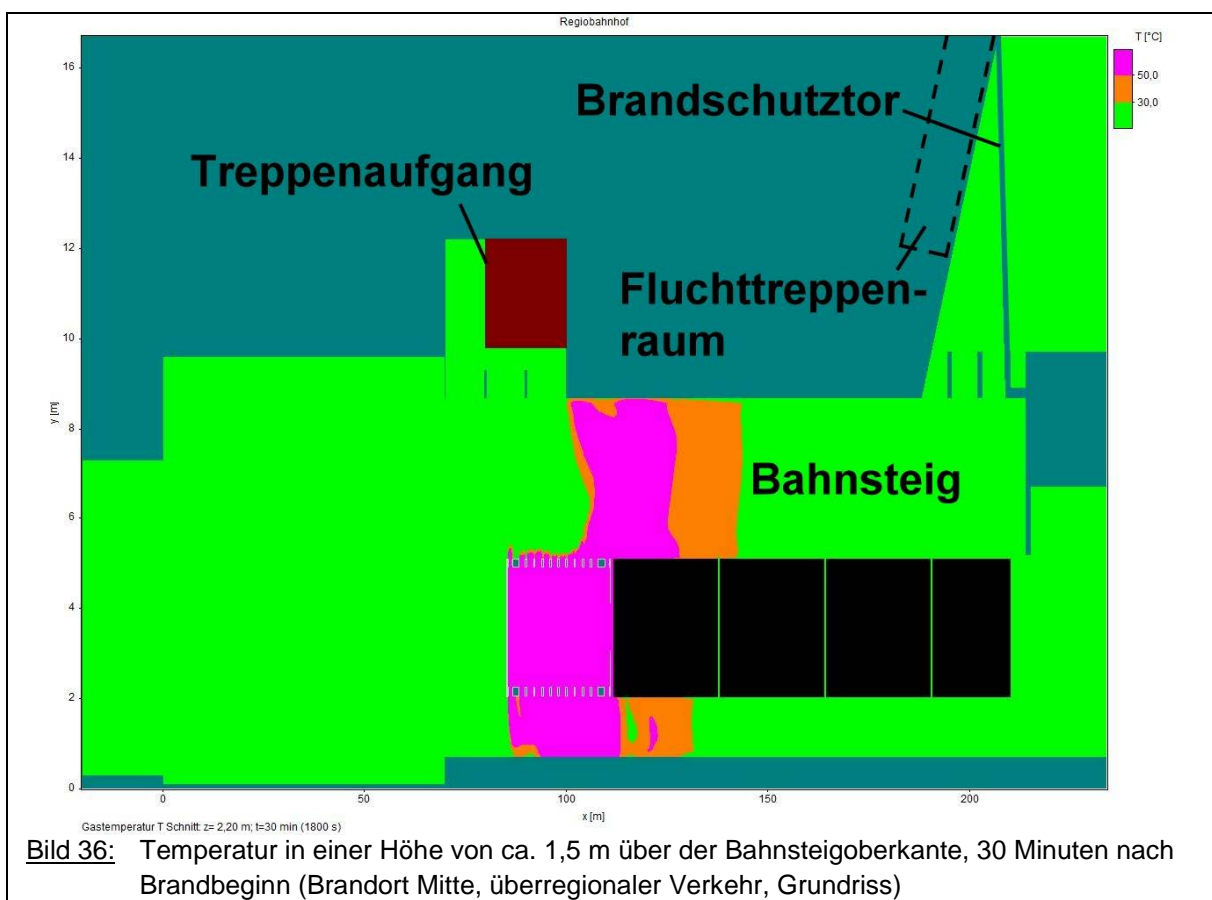 Regiobahnhof
T [°C]
50,0
30,0
Brandschutztor
Treppenaufgang
Fluchttreppen-
raum
Bahnsteig
y [m]
16
14
12
10
8
6
4
2
0
0 50 100 150 200
x [m]
Gastemperatur T Schnitt: z= 2,20 m; t=30 min (1800 s)
Bild 36: Temperatur in einer Höhe von ca. 1,5 m über der Bahnsteigoberkante, 30 Minuten nach
Brandbeginn (Brandort Mitte, überregionaler Verkehr, Grundriss)